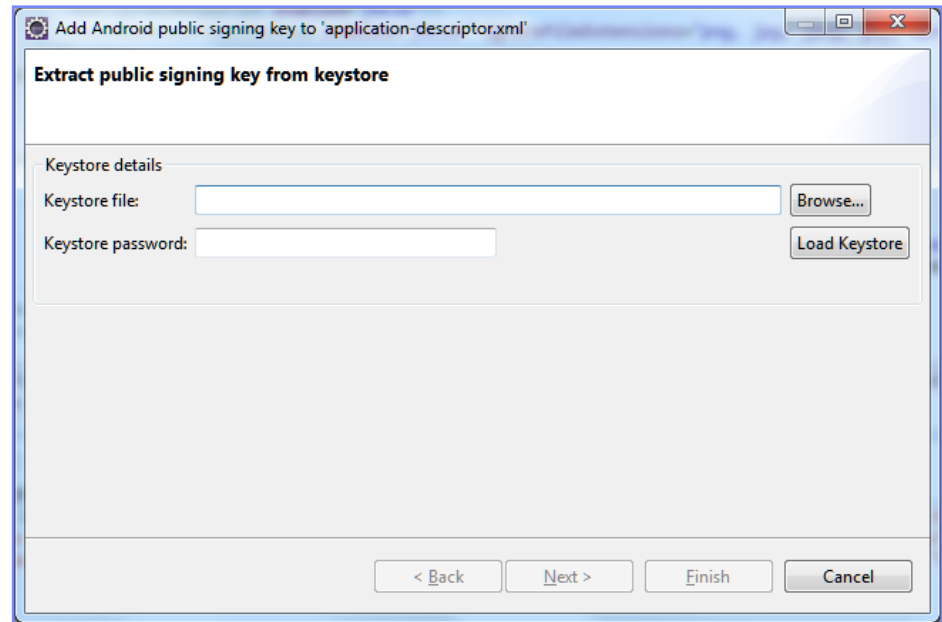 Add Android public signing key to 'application-descriptor.xml'
Extract public signing key from keystore
Keystore details
Keystore file: Browse...
Keystore password: Load Keystore
< Back Next > Finish Cancel